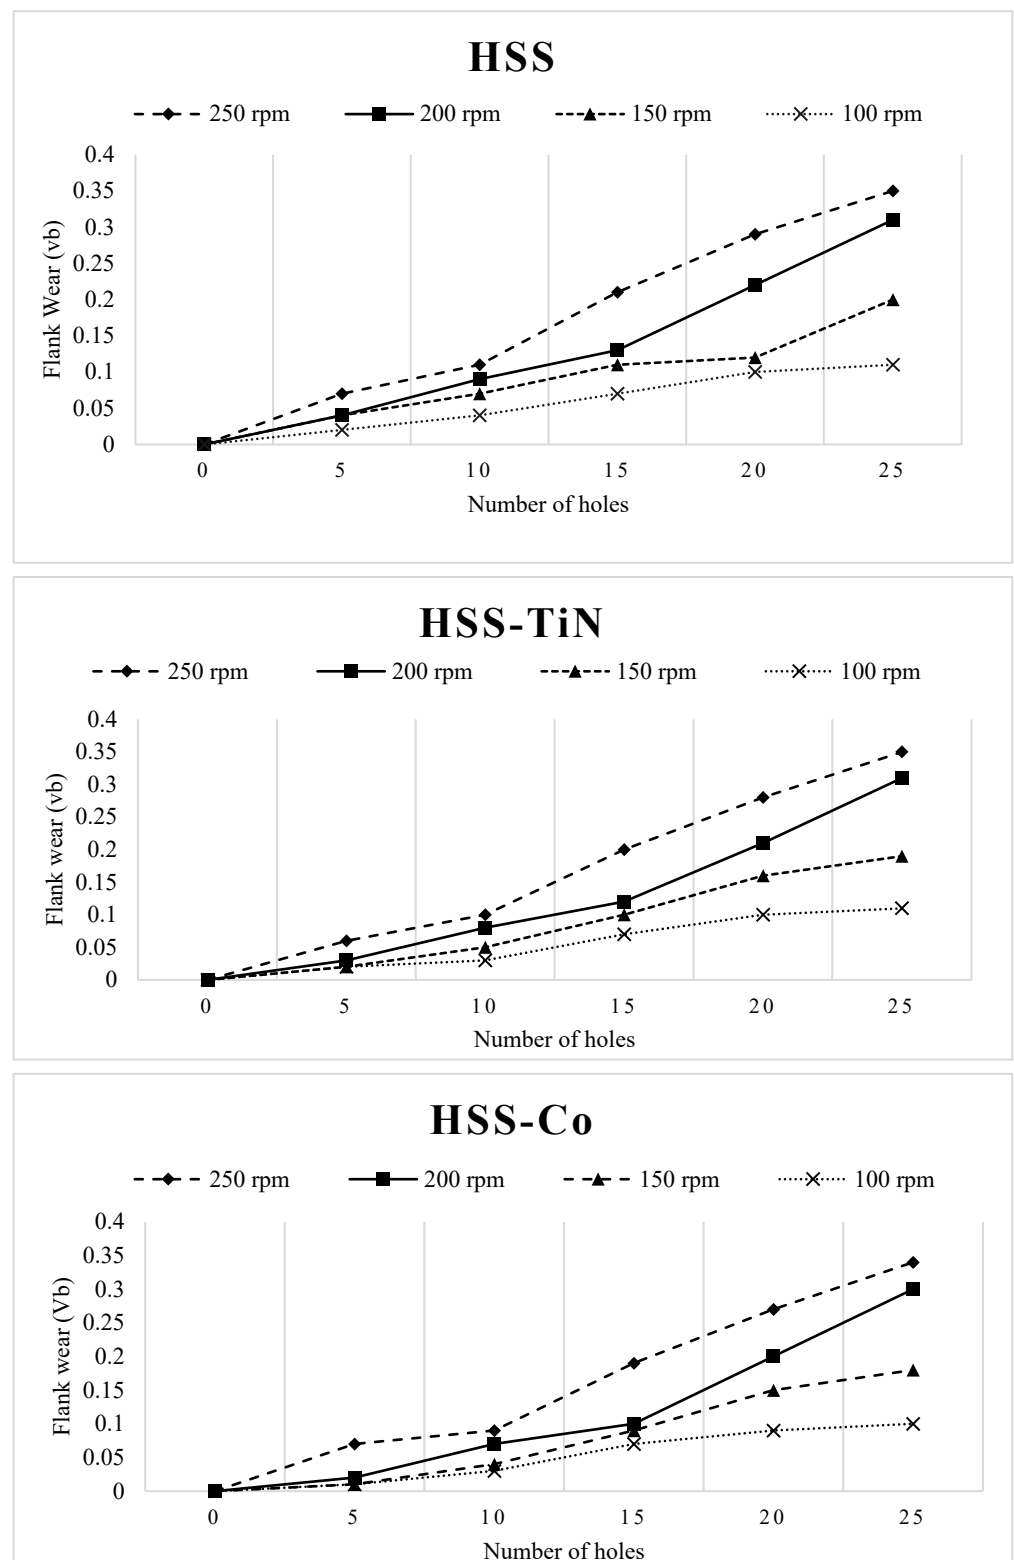 HSS
250 rpm 200 rpm 150 rpm 100 rpm
0.4
0.35
0.3
0.25
0.2
0.15
0.1
0.05
0
Flank Wear (vb)
0 5 10 15 20 25
Number of holes
HSS-TiN
250 rpm 200 rpm 150 rpm 100 rpm
0.4
0.35
0.3
0.25
0.2
0.15
0.1
0.05
0
Flank wear (vb)
0 5 10 15 20 25
Number of holes
HSS-Co
250 rpm 200 rpm 150 rpm 100 rpm
0.4
0.35
0.3
0.25
0.2
0.15
0.1
0.05
0
Flank wear (Vb)
0 5 10 15 20 25
Number of holes